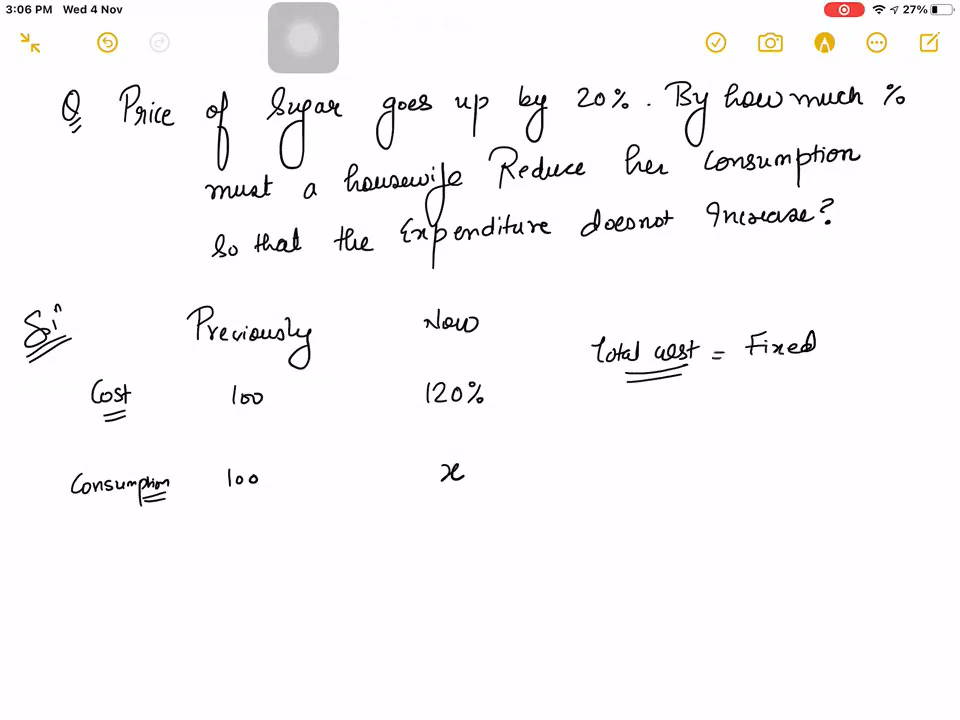 3:06 PM Wed 4 Nov 27%
Q Price of Sugar goes up by 20%. By how much %
must a housewife Reduce her Consumption
So that the Expenditure doesnot Increase?
Solⁿ Previously Now
Total cost = Fixed
Cost 100 120%
Consumption 100 x